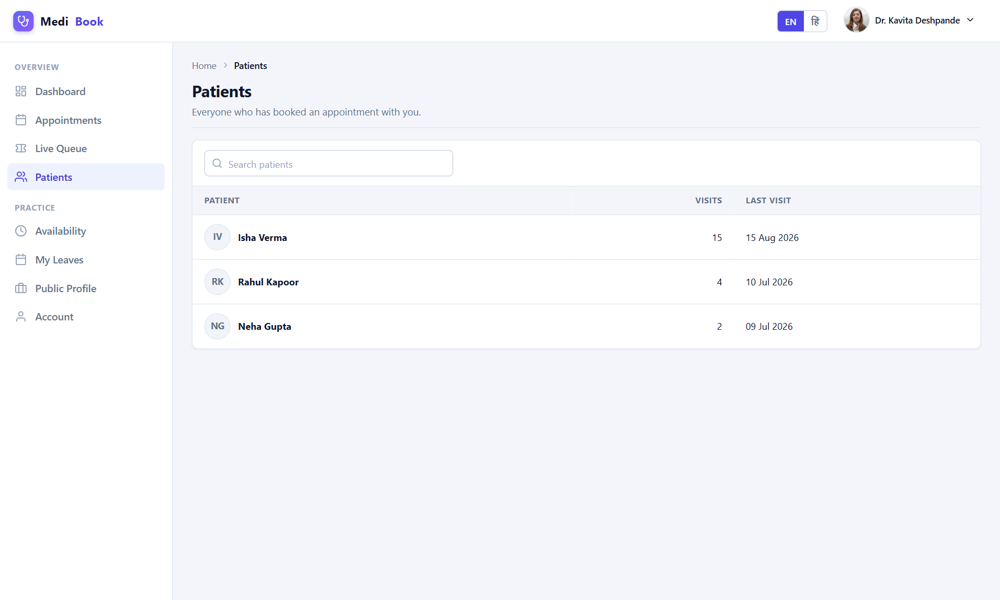 Medi Book
EN हिं Dr. Kavita Deshpande
OVERVIEW
Dashboard
Appointments
Live Queue
Patients
PRACTICE
Availability
My Leaves
Public Profile
Account
Home > Patients
Patients
Everyone who has booked an appointment with you.
Search patients
PATIENT VISITS LAST VISIT
IV Isha Verma 15 15 Aug 2026
RK Rahul Kapoor 4 10 Jul 2026
NG Neha Gupta 2 09 Jul 2026